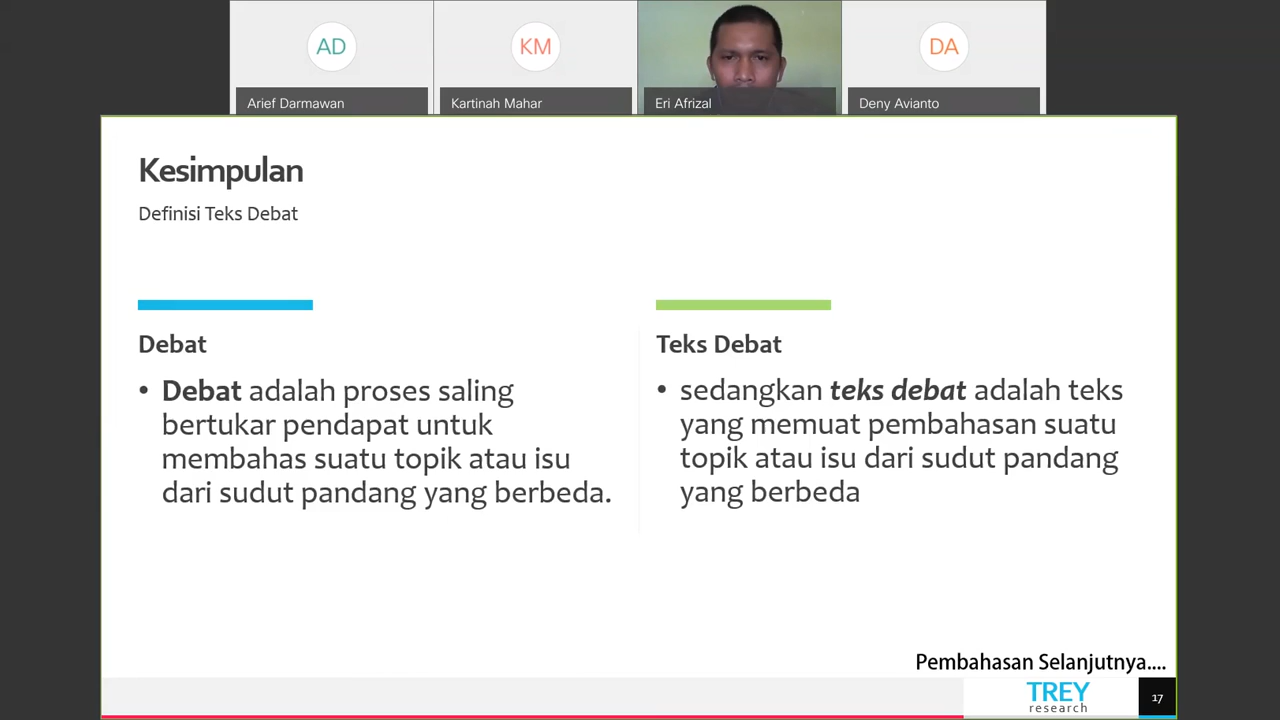 AD
KM
DA
Arief Darmawan
Kartinah Mahar
Eri Afrizal
Deny Avianto
Kesimpulan
Definisi Teks Debat
Debat
• Debat adalah proses saling
bertukar pendapat untuk
membahas suatu topik atau isu
dari sudut pandang yang berbeda.
Teks Debat
• sedangkan teks debat adalah teks
yang memuat pembahasan suatu
topik atau isu dari sudut pandang
yang berbeda
Pembahasan Selanjutnya....
TREY
research
17